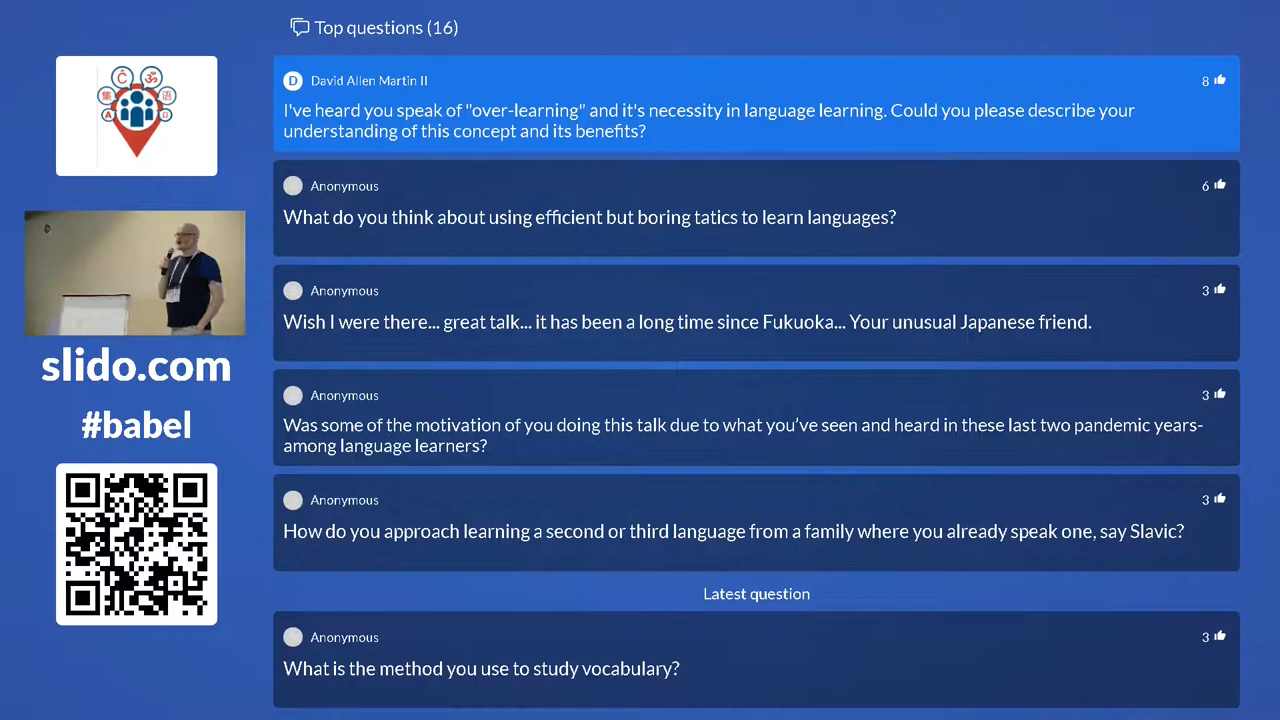 Top questions (16)
D David Allen Martin II
8
I've heard you speak of "over-learning" and it's necessity in language learning. Could you please describe your
understanding of this concept and its benefits?
Anonymous
6
What do you think about using efficient but boring tatics to learn languages?
Anonymous
3
Wish I were there... great talk... it has been a long time since Fukuoka... Your unusual Japanese friend.
Anonymous
3
Was some of the motivation of you doing this talk due to what you've seen and heard in these last two pandemic years-
among language learners?
Anonymous
3
How do you approach learning a second or third language from a family where you already speak one, say Slavic?
Latest question
Anonymous
3
What is the method you use to study vocabulary?
Ĉ
ॐ
集
语
A
slido.com
#babel